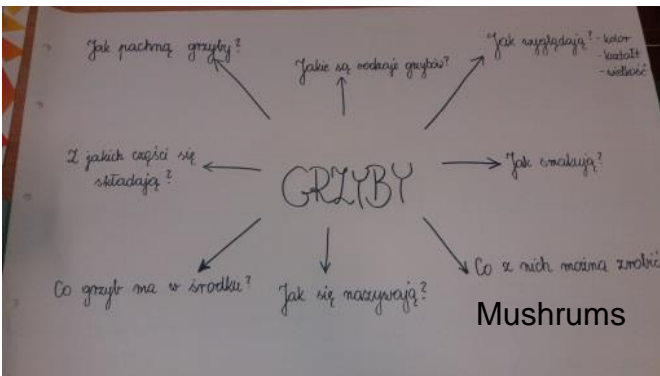 Jak pachną grzyby?
Jakie są rodzaje grzybów?
Jak wyglądają? - kolor
- kształt
- wielkość
Z jakich części się
składają?
GRZYBY
Jak smakują?
Co grzyb ma w środku?
Jak się nazywają?
Co z nich można zrobić
Mushrums